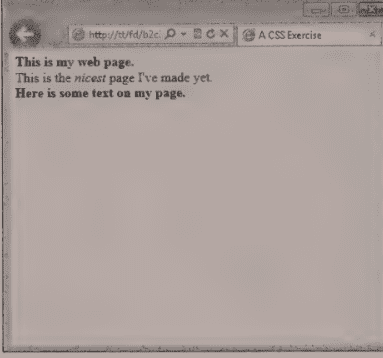 http://tt/fd/b2c. A CSS Exercise
This is my web page.
This is the nicest page I've made yet.
Here is some text on my page.